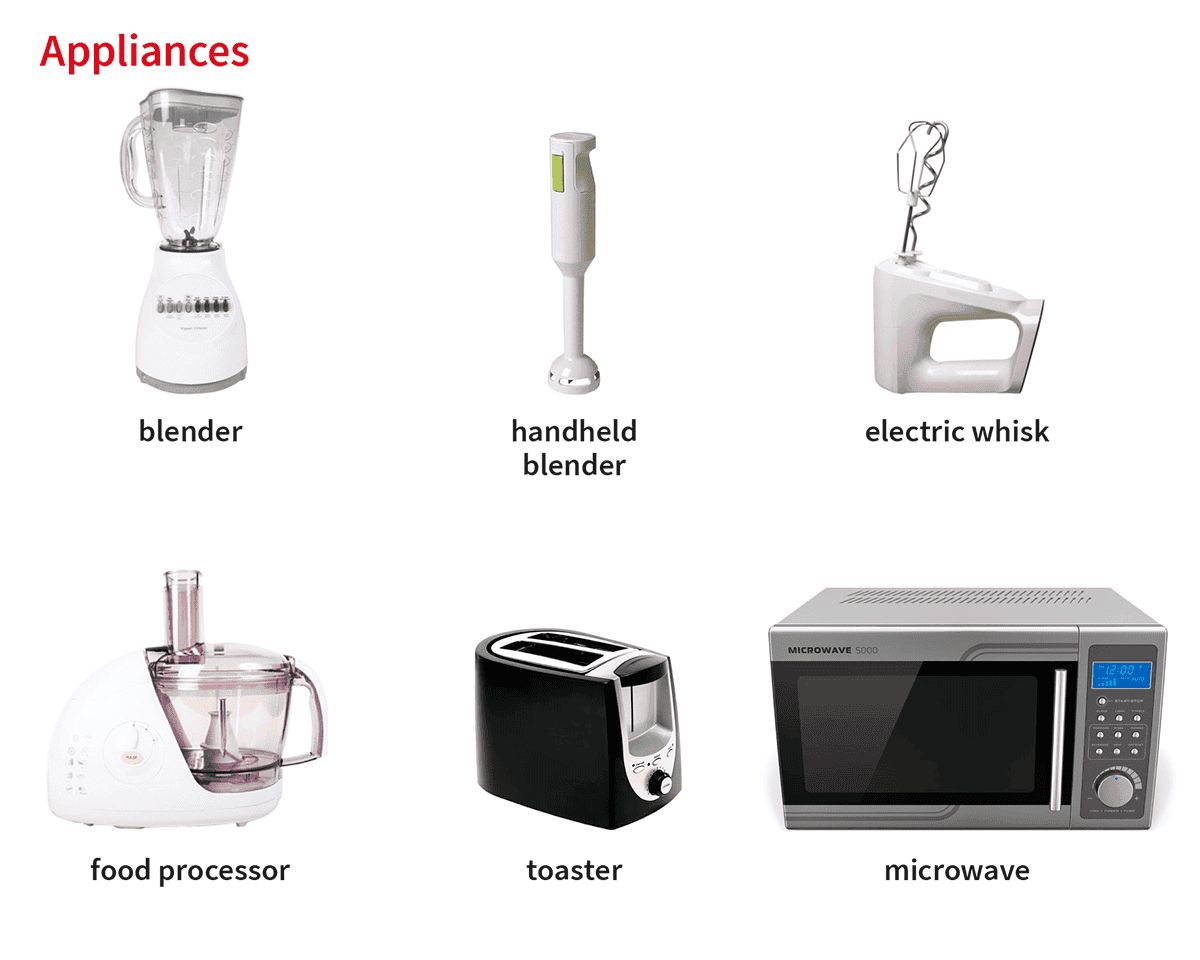 Appliances
blender
handheld
blender
electric whisk
MICROWAVE 5000
12:00
START/STOP
food processor
toaster
microwave